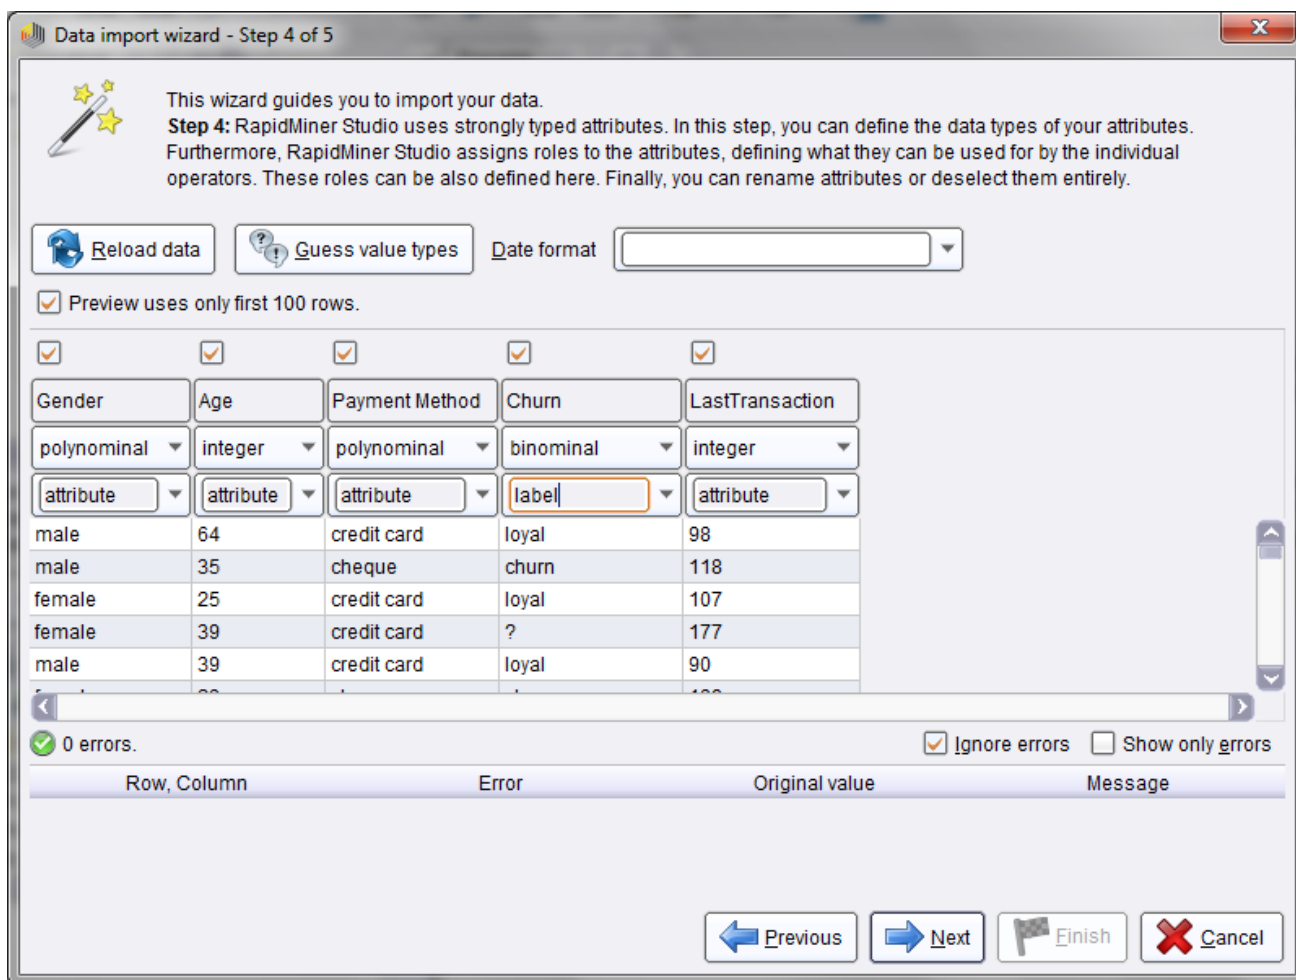 Data import wizard - Step 4 of 5
This wizard guides you to import your data.
Step 4: RapidMiner Studio uses strongly typed attributes. In this step, you can define the data types of your attributes.
Furthermore, RapidMiner Studio assigns roles to the attributes, defining what they can be used for by the individual
operators. These roles can be also defined here. Finally, you can rename attributes or deselect them entirely.
Reload data Guess value types Date format
Preview uses only first 100 rows.
Gender Age Payment Method Churn LastTransaction
polynominal integer polynominal binominal integer
attribute attribute attribute label attribute
male 64 credit card loyal 98
male 35 cheque churn 118
female 25 credit card loyal 107
female 39 credit card ? 177
male 39 credit card loyal 90
0 errors. Ignore errors Show only errors
Row, Column Error Original value Message
Previous Next Finish Cancel